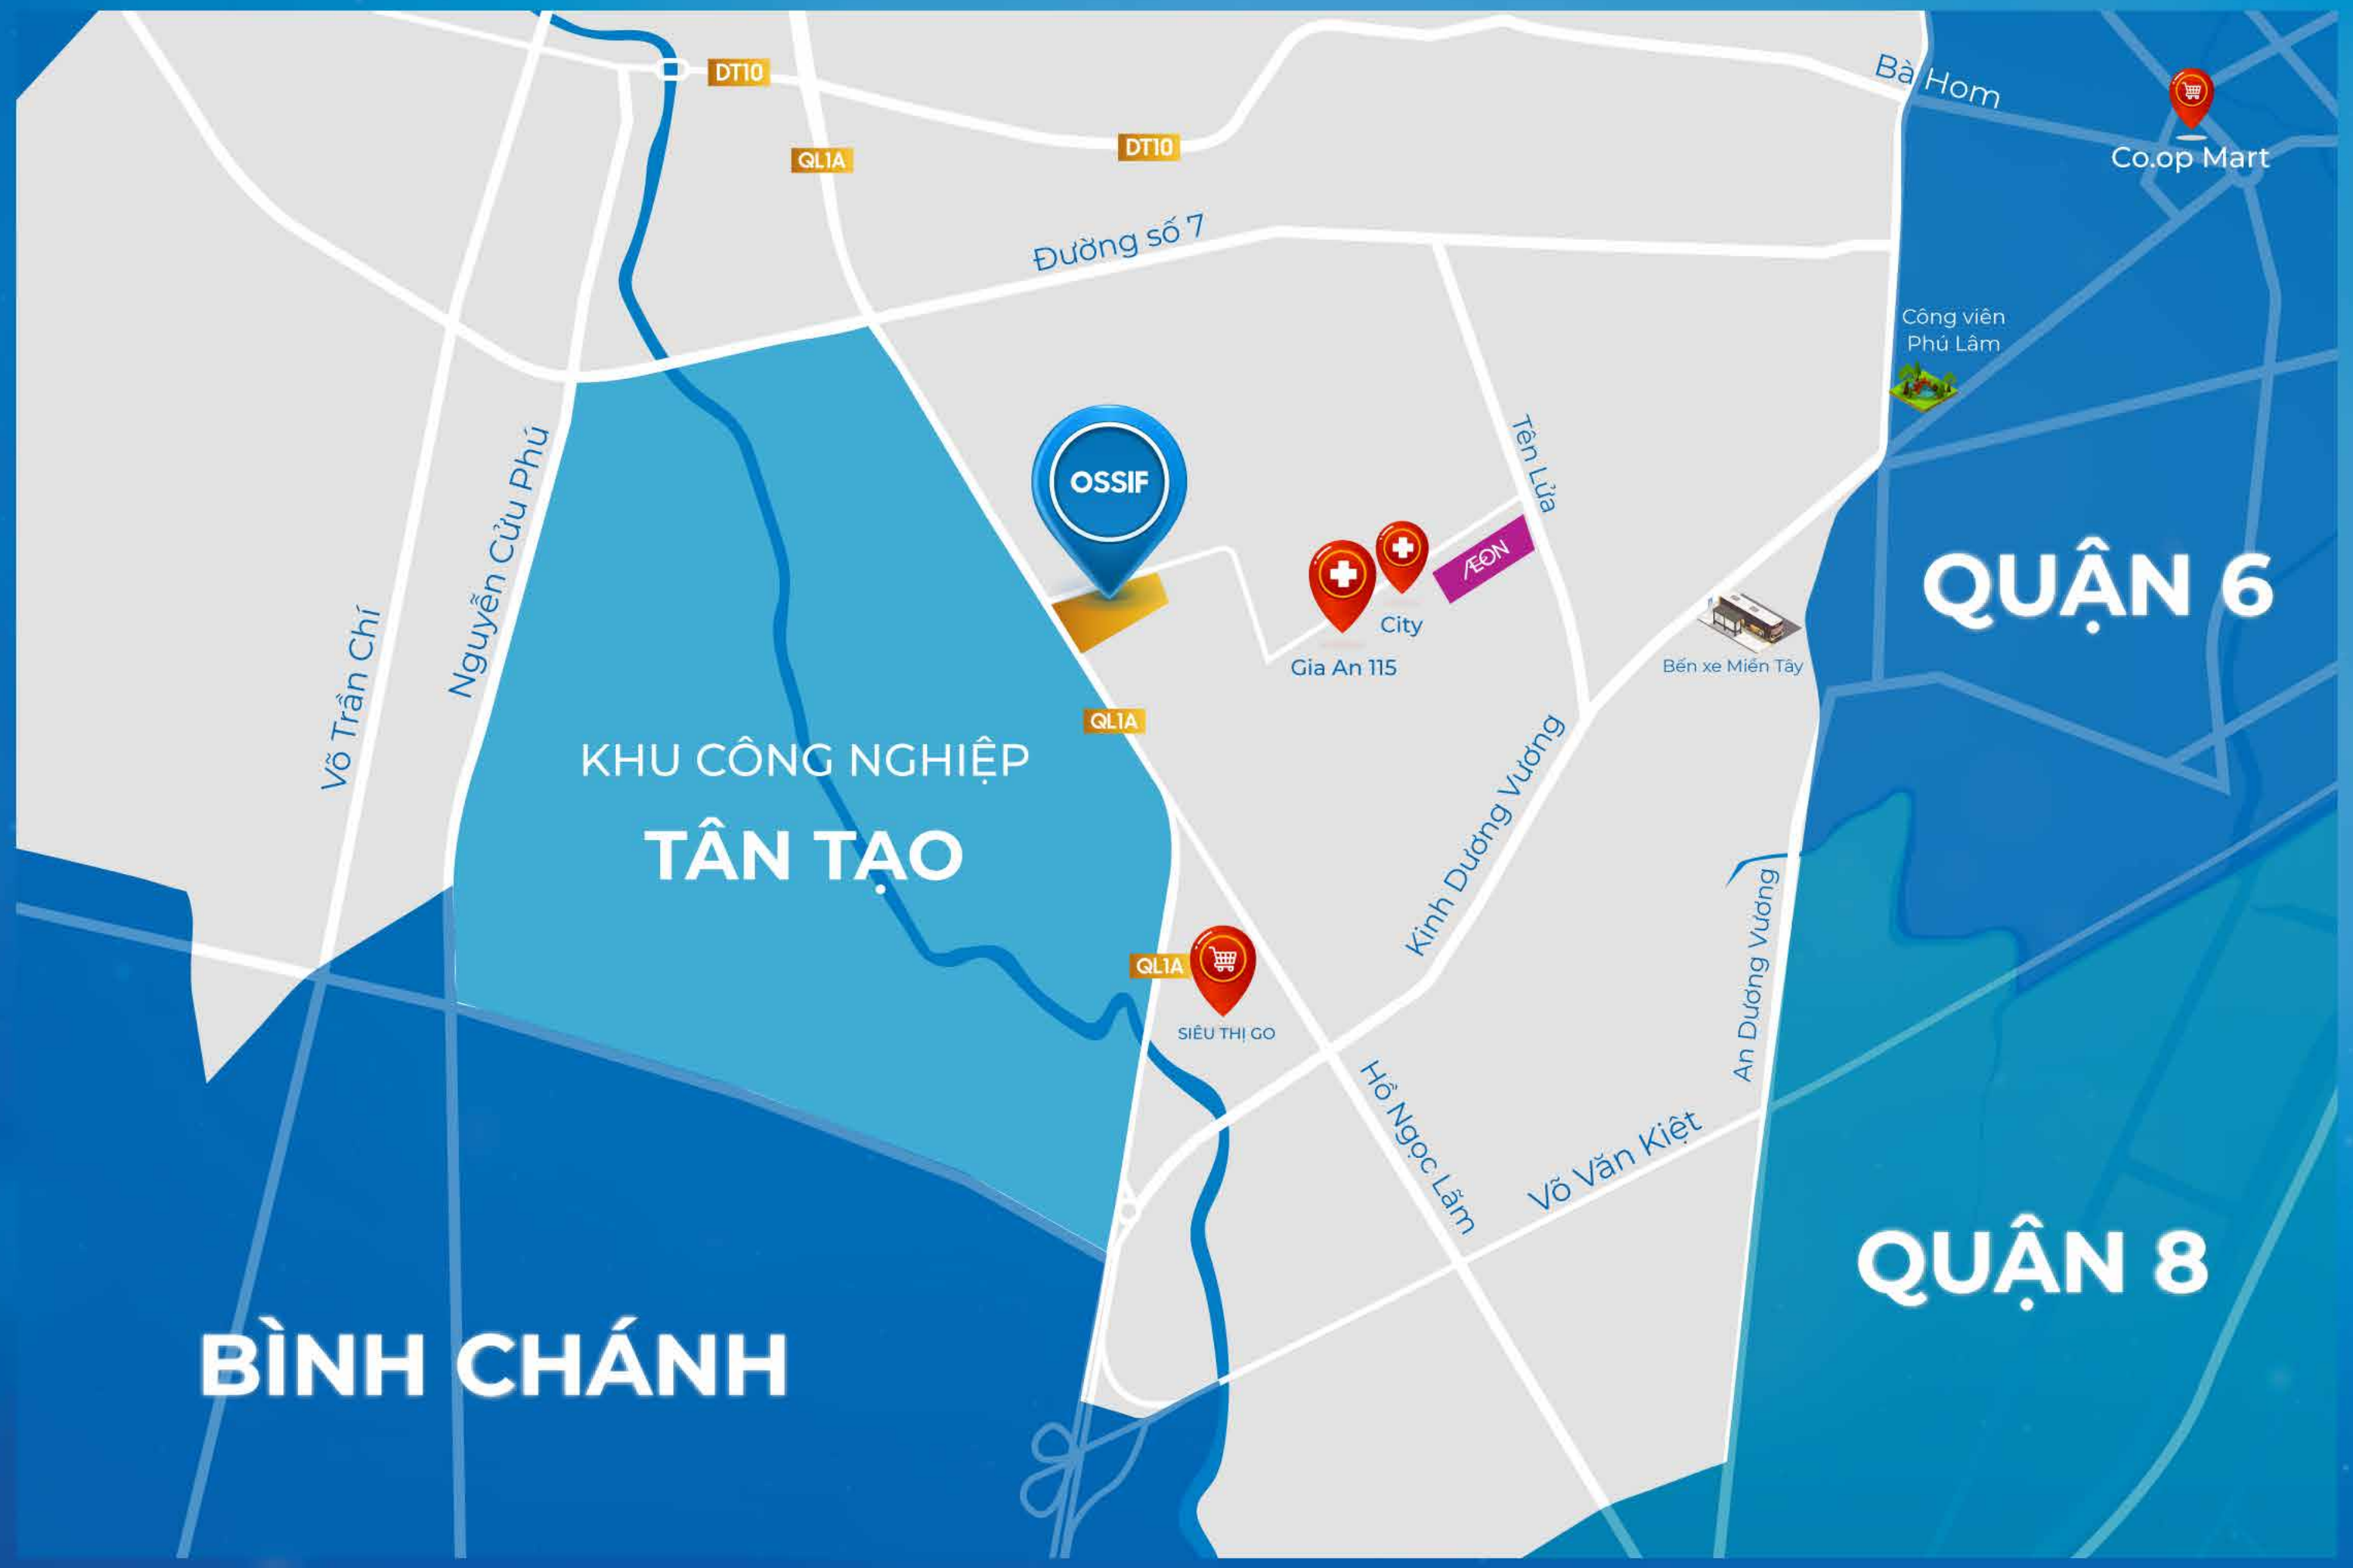 DT10
Bà Hom
Co.op Mart
QL1A
DT10
Đường số 7
Công viên
Phú Lâm
Tên Lửa
OSSIF
Nguyễn Cửu Phú
ÆON
QUẬN 6
City
Gia An 115
Bến xe Miền Tây
Võ Trần Chí
QL1A
KHU CÔNG NGHIỆP
TÂN TẠO
Kinh Dương Vương
QL1A
SIÊU THỊ GO
An Dương Vương
Hồ Ngọc Lãm
Võ Văn Kiệt
QUẬN 8
BÌNH CHÁNH